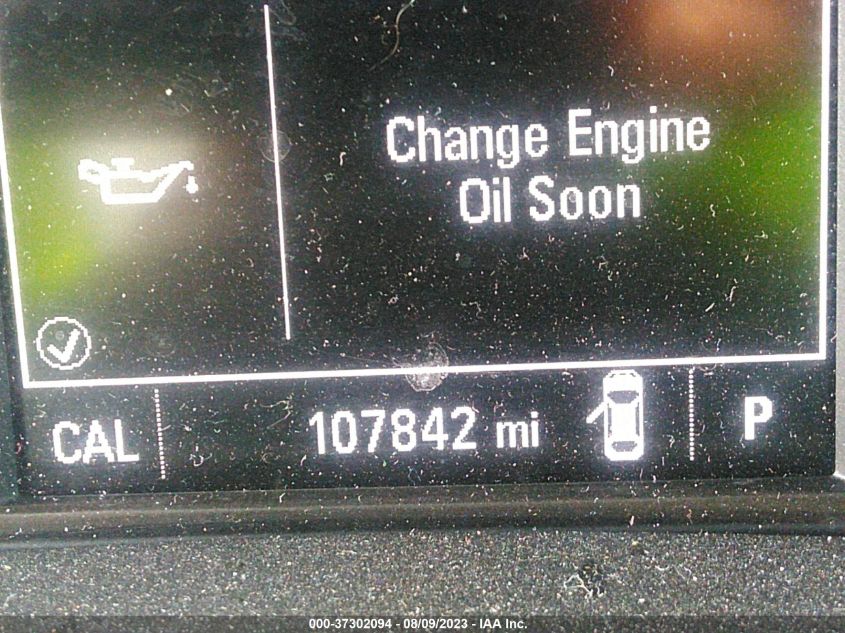 Change Engine
Oil Soon
CAL 107842 mi P
000-37302094 - 08/09/2023 - IAA Inc.